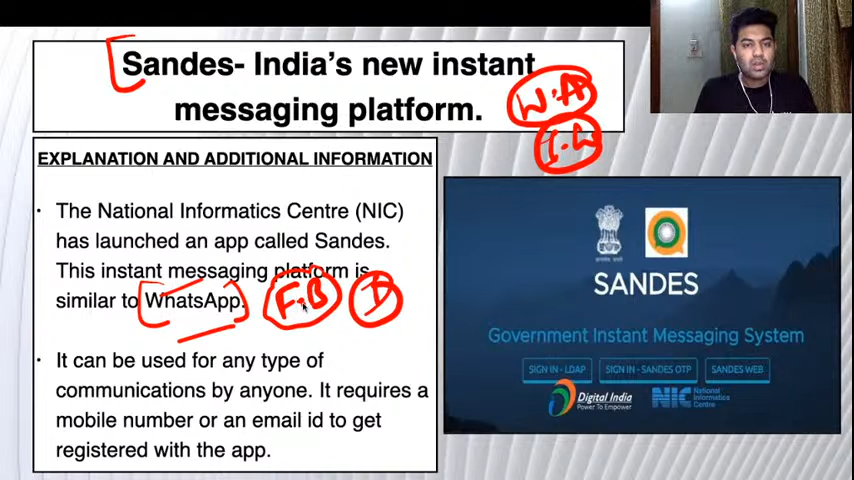 Sandes- India's new instant
messaging platform.
W.A
EXPLANATION AND ADDITIONAL INFORMATION
· The National Informatics Centre (NIC)
has launched an app called Sandes.
This instant messaging platform is
similar to WhatsApp.
F.B
· It can be used for any type of
communications by anyone. It requires a
mobile number or an email id to get
registered with the app.
SANDES
Government Instant Messaging System
SIGN IN - LDAP
SIGN IN - SANDES OTP
SANDES WEB
Digital India
Power To Empower
NIC
National
Informatics
Centre